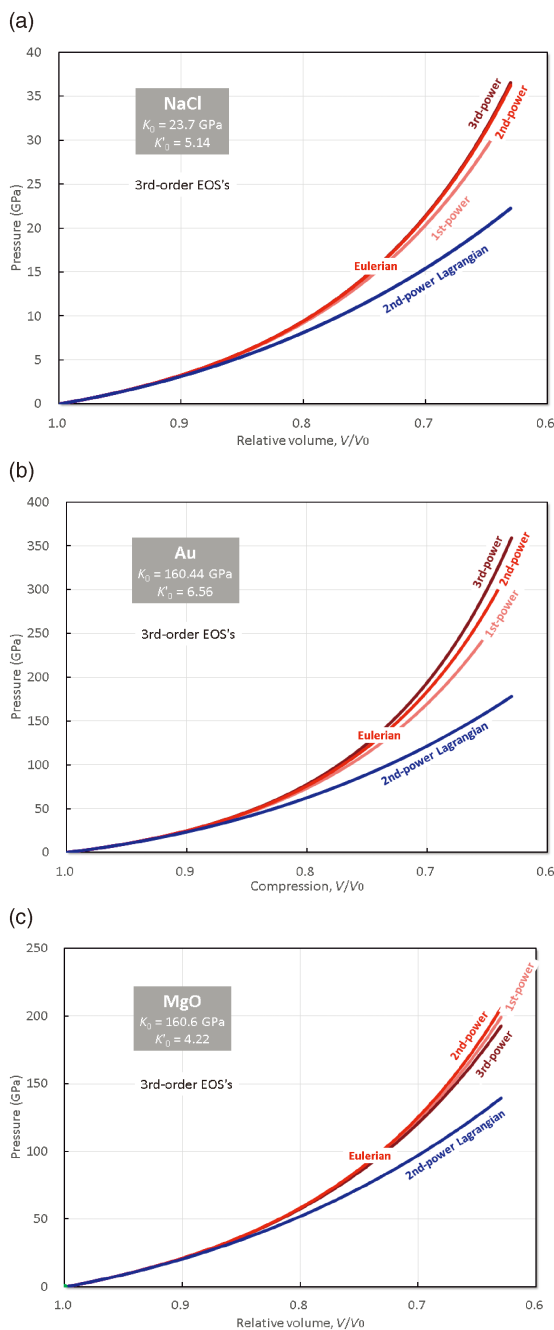 (a)
40
35
30
25
20
15
10
5
0
Pressure (GPa)
NaCl
K₀ = 23.7 GPa
K'₀ = 5.14
3rd-order EOS's
3rd-power
2nd-power
1st-power
Eulerian
2nd-power Lagrangian
1.0 0.9 0.8 0.7 0.6
Relative volume, V/V0
(b)
400
350
300
250
200
150
100
50
0
Pressure (GPa)
Au
K₀ = 160.44 GPa
K'₀ = 6.56
3rd-order EOS's
3rd-power
2nd-power
1st-power
Eulerian
2nd-power Lagrangian
1.0 0.9 0.8 0.7 0.6
Compression, V/V0
(c)
250
200
150
100
50
0
Pressure (GPa)
MgO
K₀ = 160.6 GPa
K'₀ = 4.22
3rd-order EOS's
1st-power
2nd-power
3rd-power
Eulerian
2nd-power Lagrangian
1.0 0.9 0.8 0.7 0.6
Relative volume, V/V0